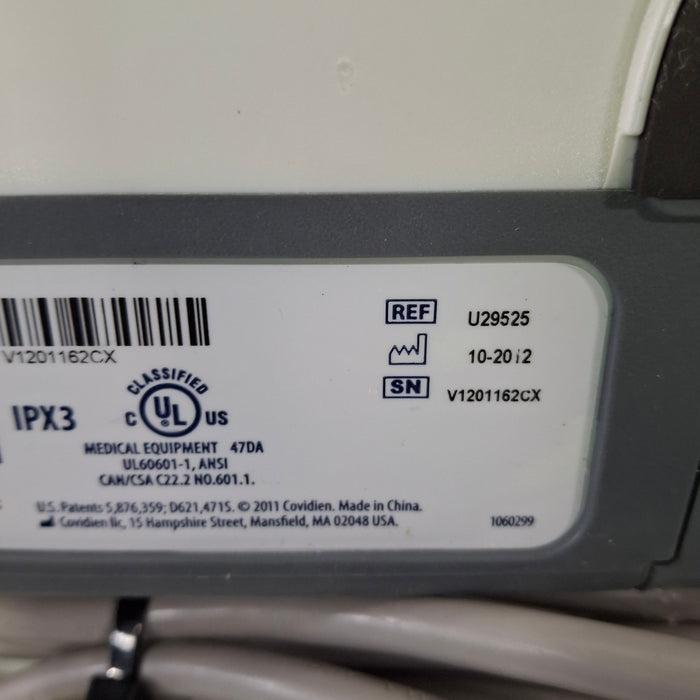 V1201162CX
IPX3
CLASSIFIED
C UL US
MEDICAL EQUIPMENT 47DA
UL60601-1, ANSI
CAN/CSA C22.2 NO.601.1.
U.S. Patents 5,876,359; D621,471S. © 2011 Covidien. Made in China.
Covidien llc, 15 Hampshire Street, Mansfield, MA 02048 USA.
REF U29525
10-2012
SN V1201162CX
1060299